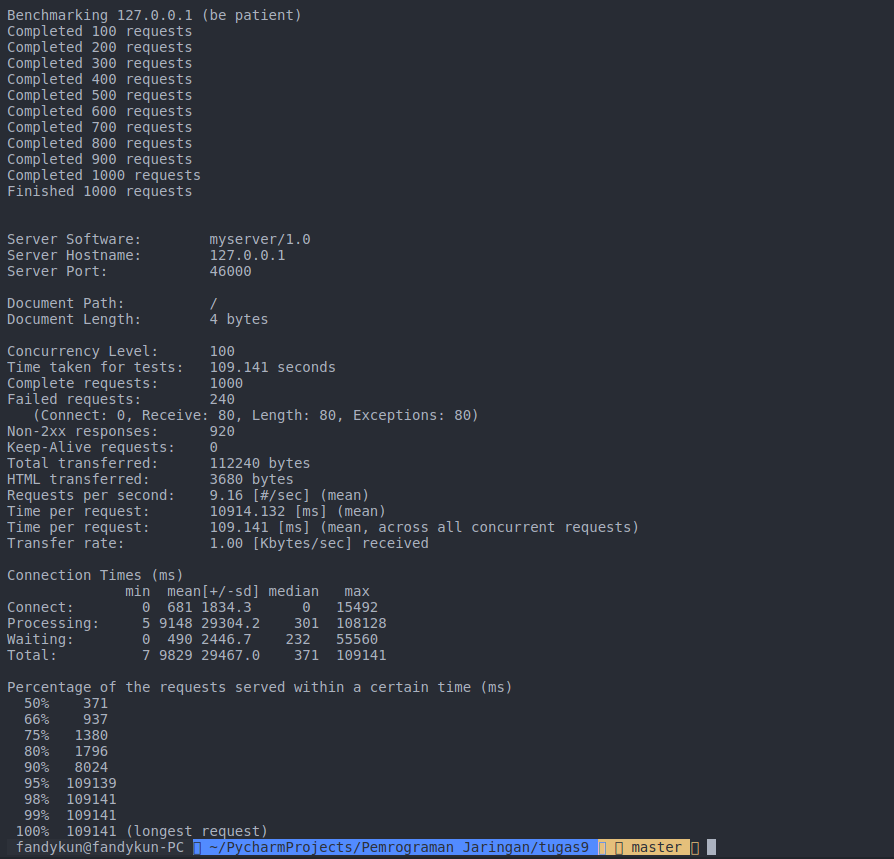 Benchmarking 127.0.0.1 (be patient)
Completed 100 requests
Completed 200 requests
Completed 300 requests
Completed 400 requests
Completed 500 requests
Completed 600 requests
Completed 700 requests
Completed 800 requests
Completed 900 requests
Completed 1000 requests
Finished 1000 requests
Server Software:        myserver/1.0
Server Hostname:        127.0.0.1
Server Port:            46000
Document Path:          /
Document Length:        4 bytes
Concurrency Level:      100
Time taken for tests:   109.141 seconds
Complete requests:      1000
Failed requests:        240
   (Connect: 0, Receive: 80, Length: 80, Exceptions: 80)
Non-2xx responses:      920
Keep-Alive requests:    0
Total transferred:      112240 bytes
HTML transferred:       3680 bytes
Requests per second:    9.16 [#/sec] (mean)
Time per request:       10914.132 [ms] (mean)
Time per request:       109.141 [ms] (mean, across all concurrent requests)
Transfer rate:          1.00 [Kbytes/sec] received
Connection Times (ms)
              min  mean[+/-sd] median   max
Connect:        0  681 1834.3      0   15492
Processing:     5 9148 29304.2    301  108128
Waiting:        0  490 2446.7    232   55560
Total:          7 9829 29467.0    371  109141
Percentage of the requests served within a certain time (ms)
  50%    371
  66%    937
  75%   1380
  80%   1796
  90%   8024
  95%  109139
  98%  109141
  99%  109141
 100%  109141 (longest request)
fandykun@fandykun-PC ~/PycharmProjects/Pemrograman Jaringan/tugas9 master